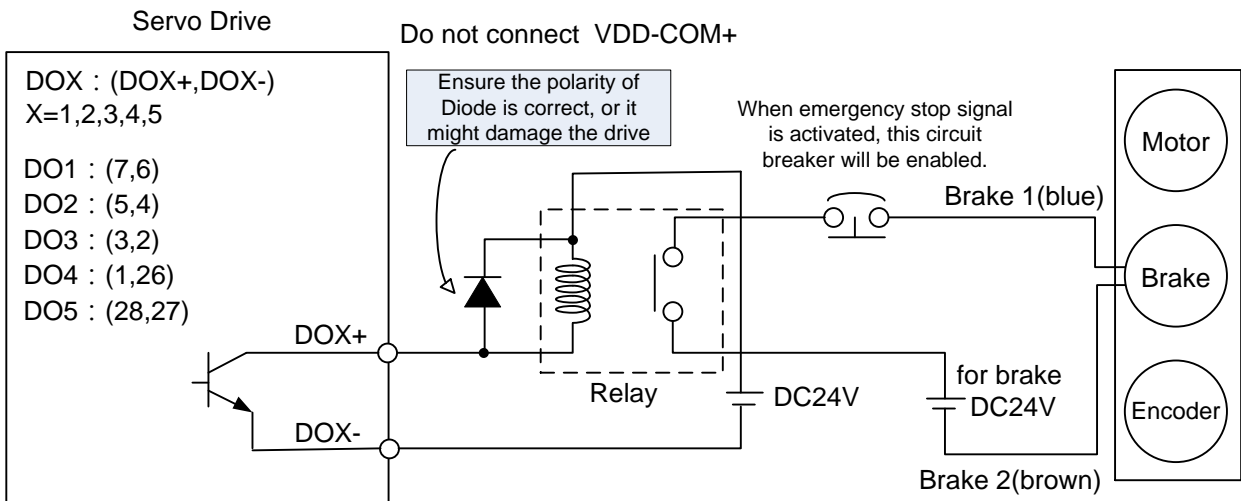 Servo Drive
Do not connect VDD-COM+
DOX : (DOX+,DOX-)
X=1,2,3,4,5
DO1 : (7,6)
DO2 : (5,4)
DO3 : (3,2)
DO4 : (1,26)
DO5 : (28,27)
Ensure the polarity of
Diode is correct, or it
might damage the drive
When emergency stop signal
is activated, this circuit
breaker will be enabled.
Motor
Brake 1(blue)
Brake
DOX+
Relay
DC24V
for brake
DC24V
Encoder
DOX-
Brake 2(brown)